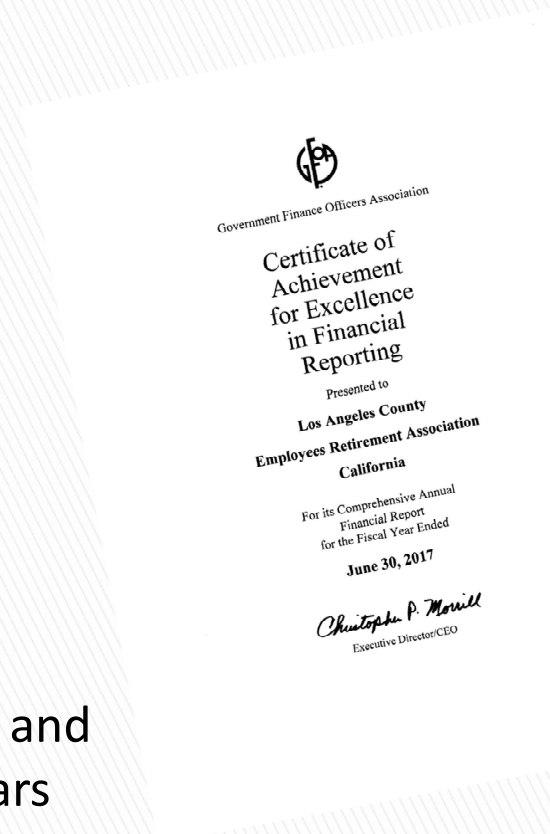 GFOA
Government Finance Officers Association
Certificate of
Achievement
for Excellence
in Financial
Reporting
Presented to
Los Angeles County
Employees Retirement Association
California
For its Comprehensive Annual
Financial Report
for the Fiscal Year Ended
June 30, 2017
Christopher P. Morrill
Executive Director/CEO
and
ars